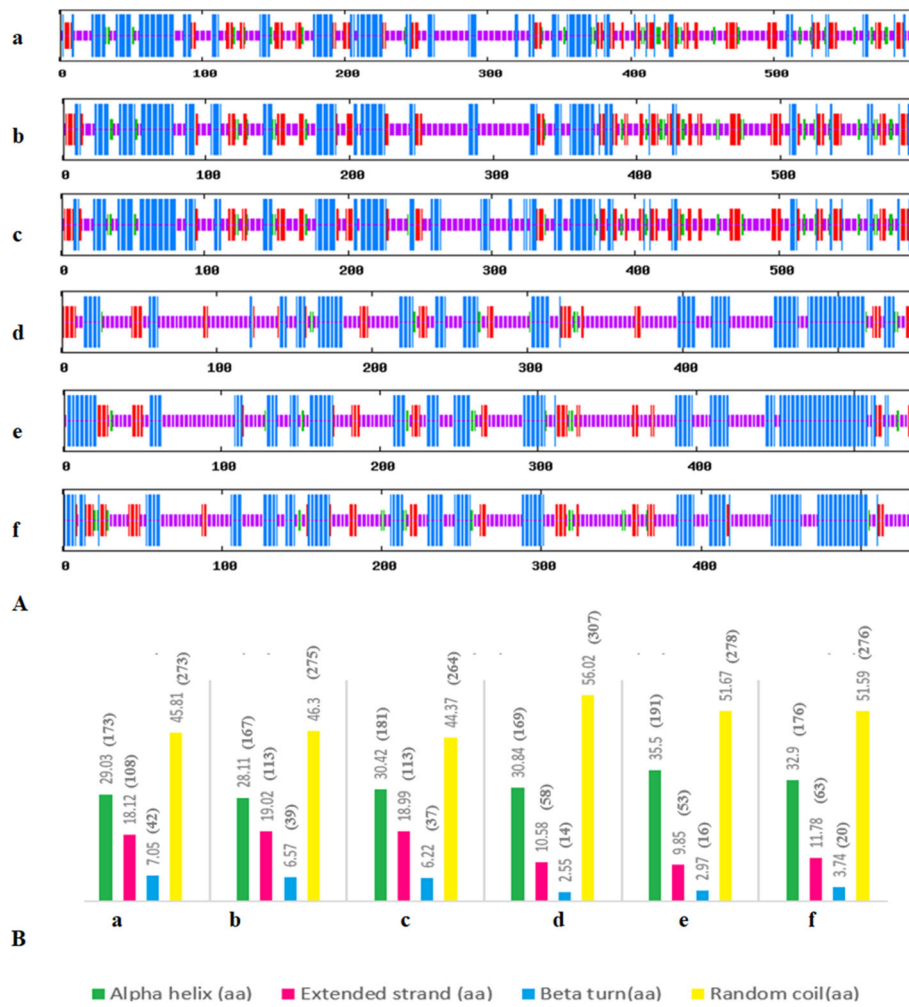 a
0 100 200 300 400 500
b
0 100 200 300 400 500
c
0 100 200 300 400 500
d
0 100 200 300 400
e
0 100 200 300 400
f
0 100 200 300 400
A
29.03 (173)
18.12 (108)
7.05 (42)
45.81 (273)
28.11 (167)
19.02 (113)
6.57 (39)
46.3 (275)
30.42 (181)
18.99 (113)
6.22 (37)
44.37 (264)
30.84 (169)
10.58 (58)
2.55 (14)
56.02 (307)
35.5 (191)
9.85 (53)
2.97 (16)
51.67 (278)
32.9 (176)
11.78 (63)
3.74 (20)
51.59 (276)
a b c d e f
B
Alpha helix (aa) Extended strand (aa) Beta turn(aa) Random coil(aa)